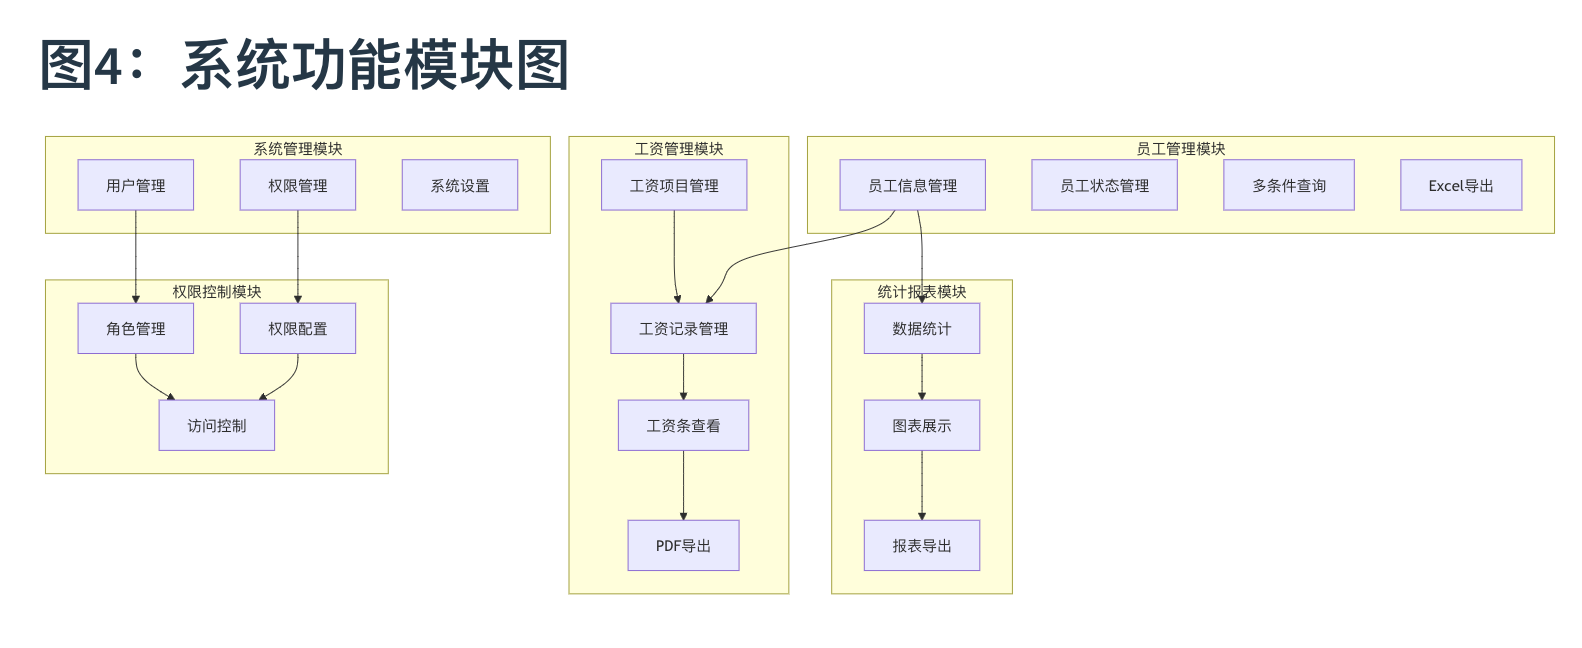 图4：系统功能模块图
系统管理模块
用户管理
权限管理
系统设置
权限控制模块
角色管理
权限配置
访问控制
工资管理模块
工资项目管理
工资记录管理
工资条查看
PDF导出
员工管理模块
员工信息管理
员工状态管理
多条件查询
Excel导出
统计报表模块
数据统计
图表展示
报表导出